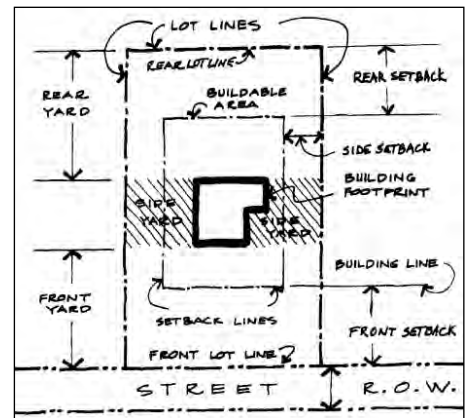 LOT LINES
REAR LOT LINE
REAR
YARD
REAR SETBACK
BUILDABLE
AREA
SIDE SETBACK
BUILDING
FOOTPRINT
SIDE
YARD
SIDE
YARD
BUILDING LINE
FRONT
YARD
SETBACK LINES
FRONT SETBACK
FRONT LOT LINE
STREET R.O.W.